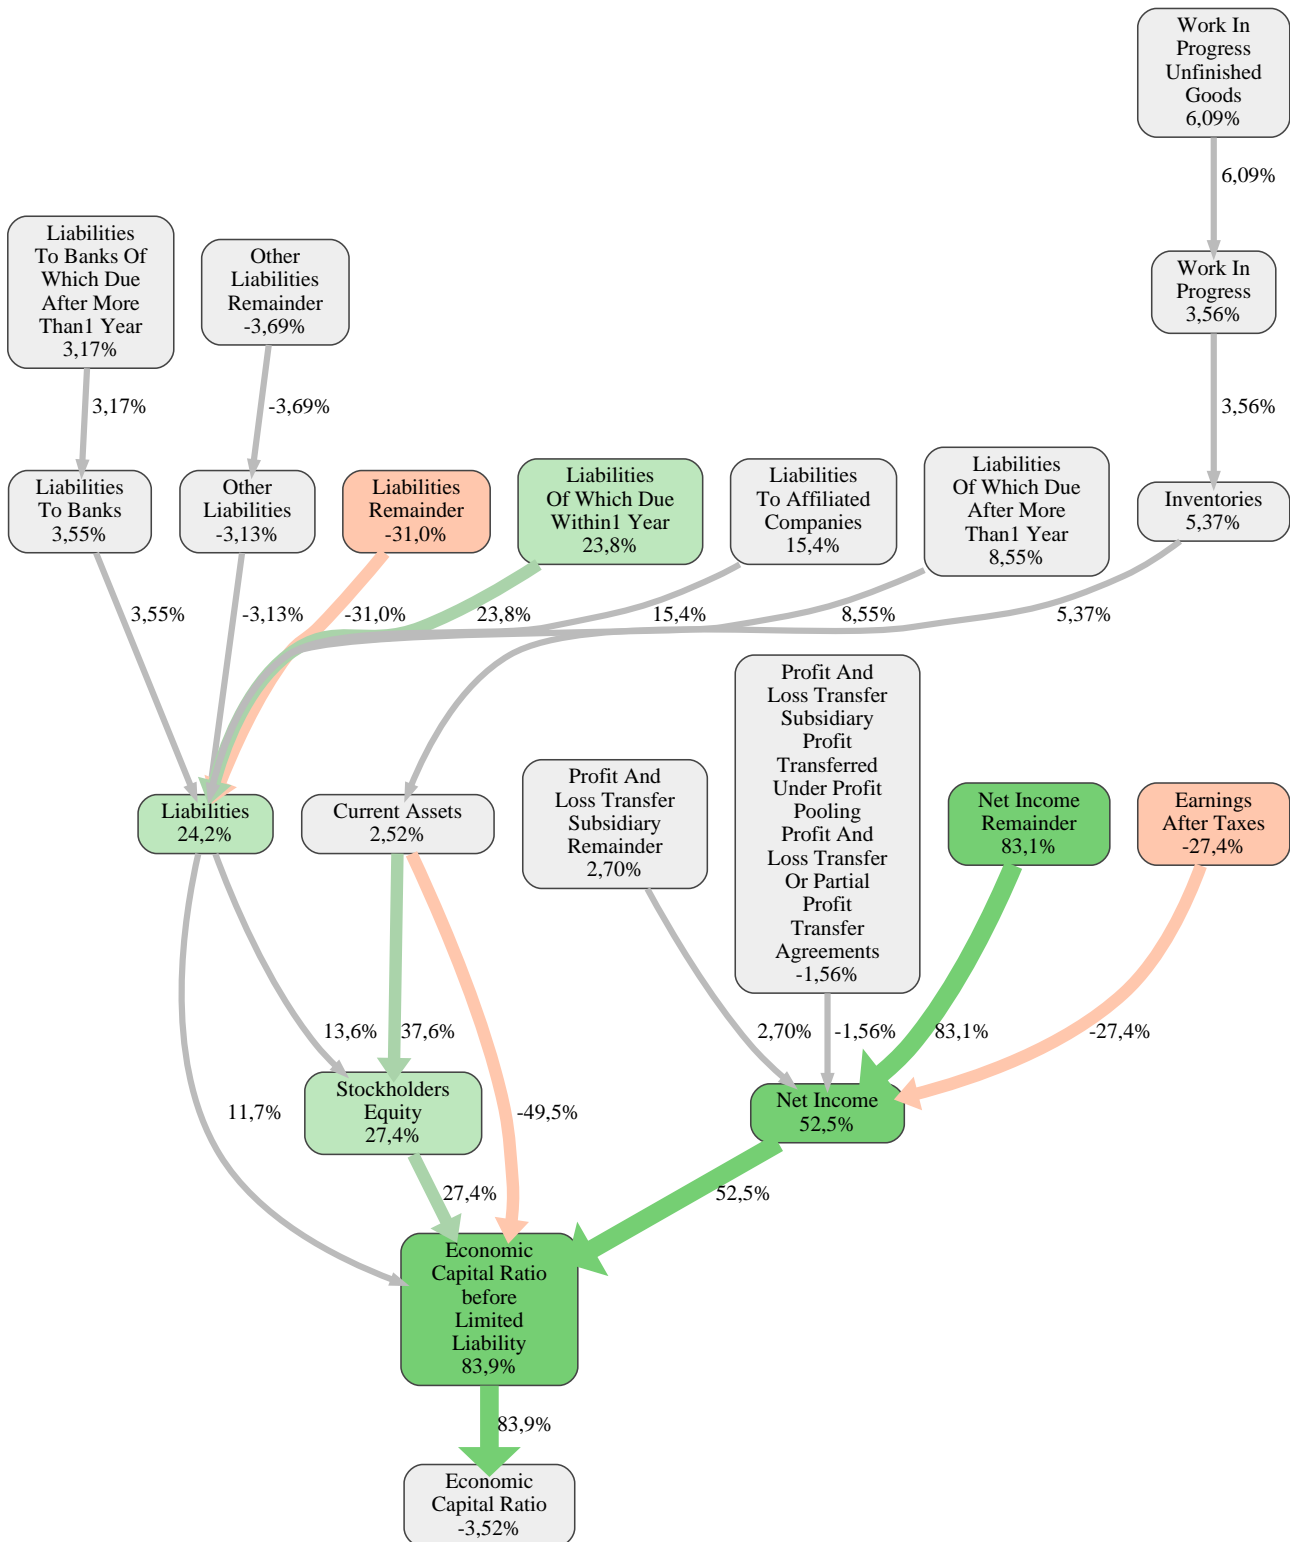 Work In
Progress
Unfinished
Goods
6,09%
6,09%
Liabilities
To Banks Of
Which Due
After More
Than1 Year
3,17%
Other
Liabilities
Remainder
-3,69%
Work In
Progress
3,56%
3,17%
-3,69%
3,56%
Liabilities
To Banks
3,55%
Other
Liabilities
-3,13%
Liabilities
Remainder
-31,0%
Liabilities
Of Which Due
Within1 Year
23,8%
Liabilities
To Affiliated
Companies
15,4%
Liabilities
Of Which Due
After More
Than1 Year
8,55%
Inventories
5,37%
3,55%
-3,13%
-31,0%
23,8%
15,4%
8,55%
5,37%
Liabilities
24,2%
Current Assets
2,52%
Profit And
Loss Transfer
Subsidiary
Remainder
2,70%
Profit And
Loss Transfer
Subsidiary
Profit
Transferred
Under Profit
Pooling
Profit And
Loss Transfer
Or Partial
Profit
Transfer
Agreements
-1,56%
Net Income
Remainder
83,1%
Earnings
After Taxes
-27,4%
13,6%
37,6%
2,70%
-1,56%
83,1%
-27,4%
11,7%
Stockholders
Equity
27,4%
-49,5%
Net Income
52,5%
27,4%
52,5%
Economic
Capital Ratio
before
Limited
Liability
83,9%
83,9%
Economic
Capital Ratio
-3,52%